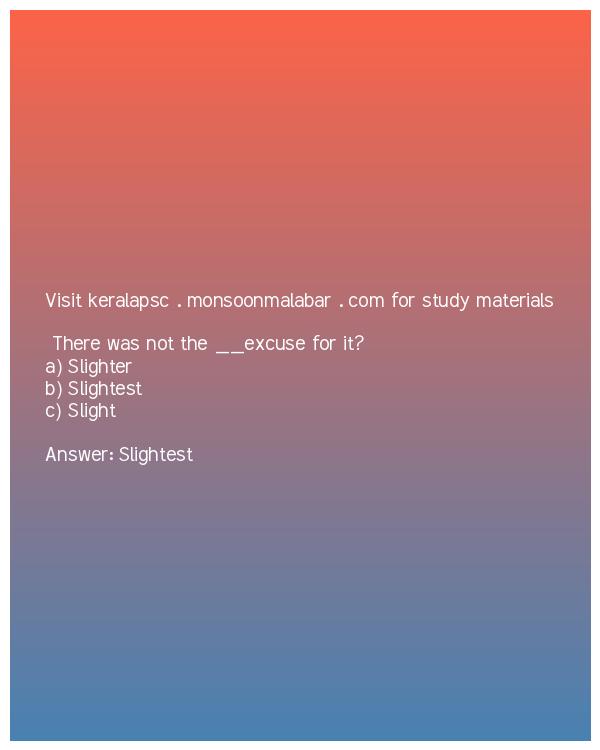 Visit keralapsc . monsoonmalabar . com for study materials
There was not the __excuse for it?
a) Slighter
b) Slightest
c) Slight
Answer: Slightest